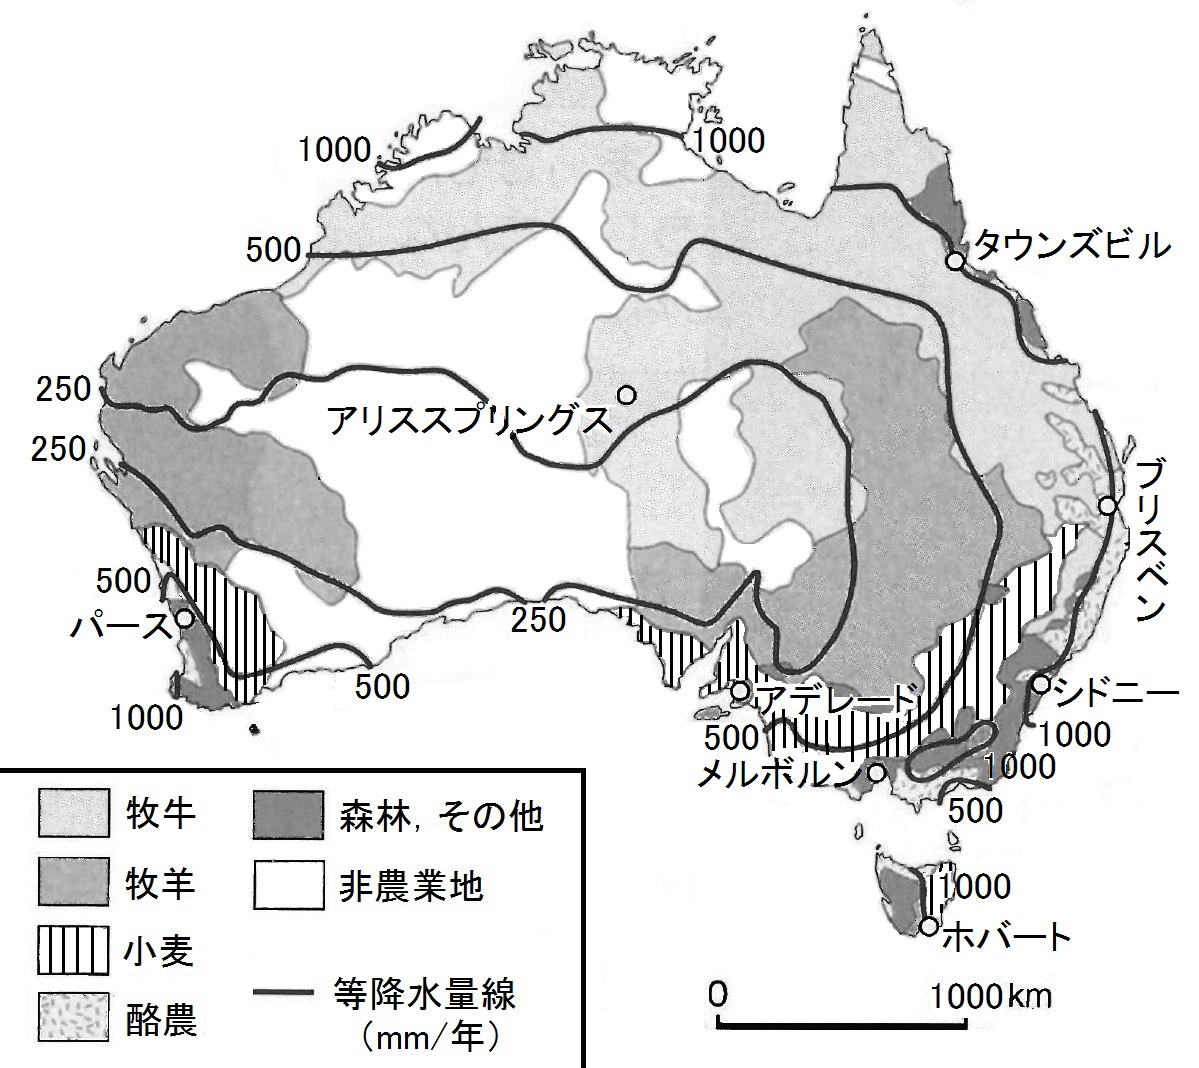 1000
1000
500
タウンズビル
250
アリススプリングス
250
ブリスベン
500
パース
250
500
1000
アデレード
シドニー
500
1000
メルボルン
1000
500
牧牛
森林，その他
牧羊
非農業地
1000
小麦
ホバート
酪農
等降水量線
（mm/年）
0
1000km